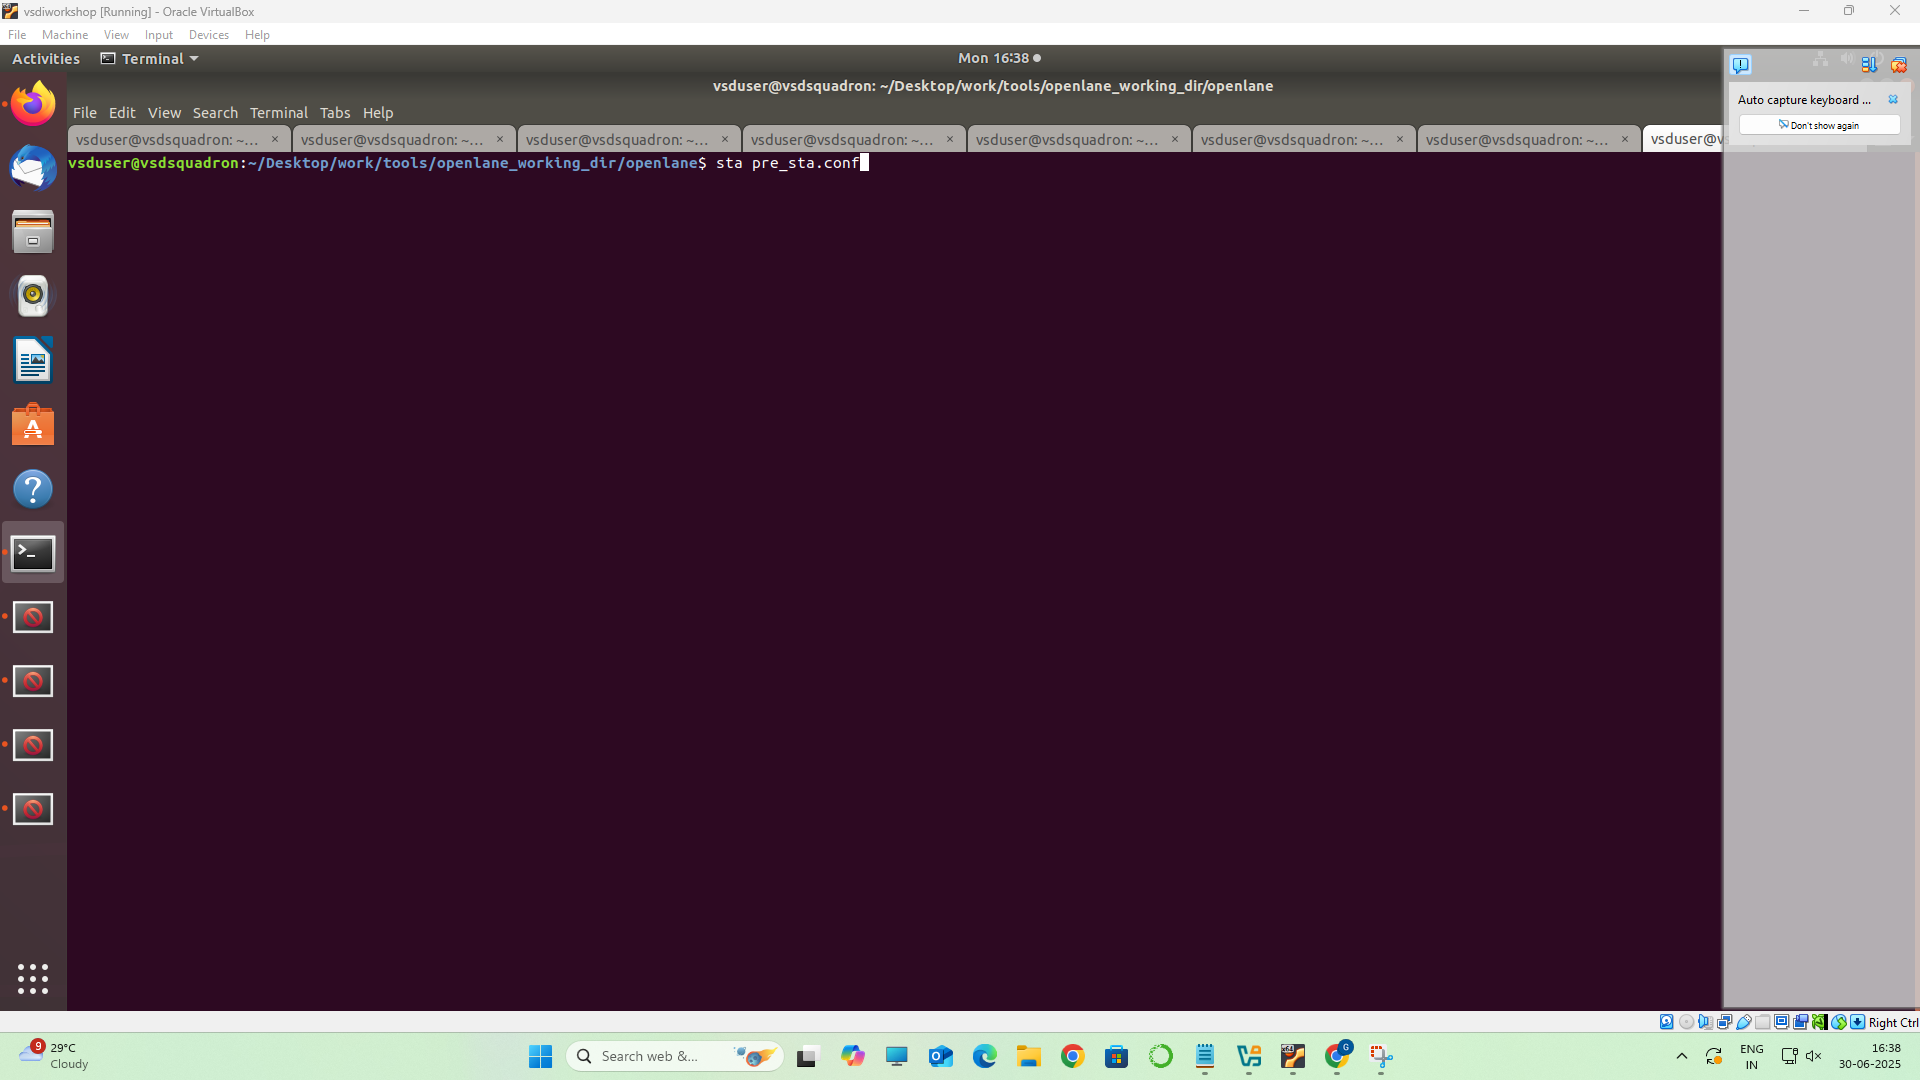 vsdiworkshop [Running] - Oracle VirtualBox
File Machine View Input Devices Help
Activities Terminal Mon 16:38
vsduser@vsdsquadron: ~/Desktop/work/tools/openlane_working_dir/openlane
File Edit View Search Terminal Tabs Help
Auto capture keyboard ...
Don't show again
vsduser@vsdsquadron: ~... × vsduser@vsdsquadron: ~... × vsduser@vsdsquadron: ~... × vsduser@vsdsquadron: ~... × vsduser@vsdsquadron: ~... × vsduser@vsdsquadron: ~... × vsduser@vsdsquadron: ~... × vsduser@v
vsduser@vsdsquadron:~/Desktop/work/tools/openlane_working_dir/openlane$ sta pre_sta.conf
Right Ctrl
9
29°C
Cloudy
Search web &...
G
ENG
IN
16:38
30-06-2025